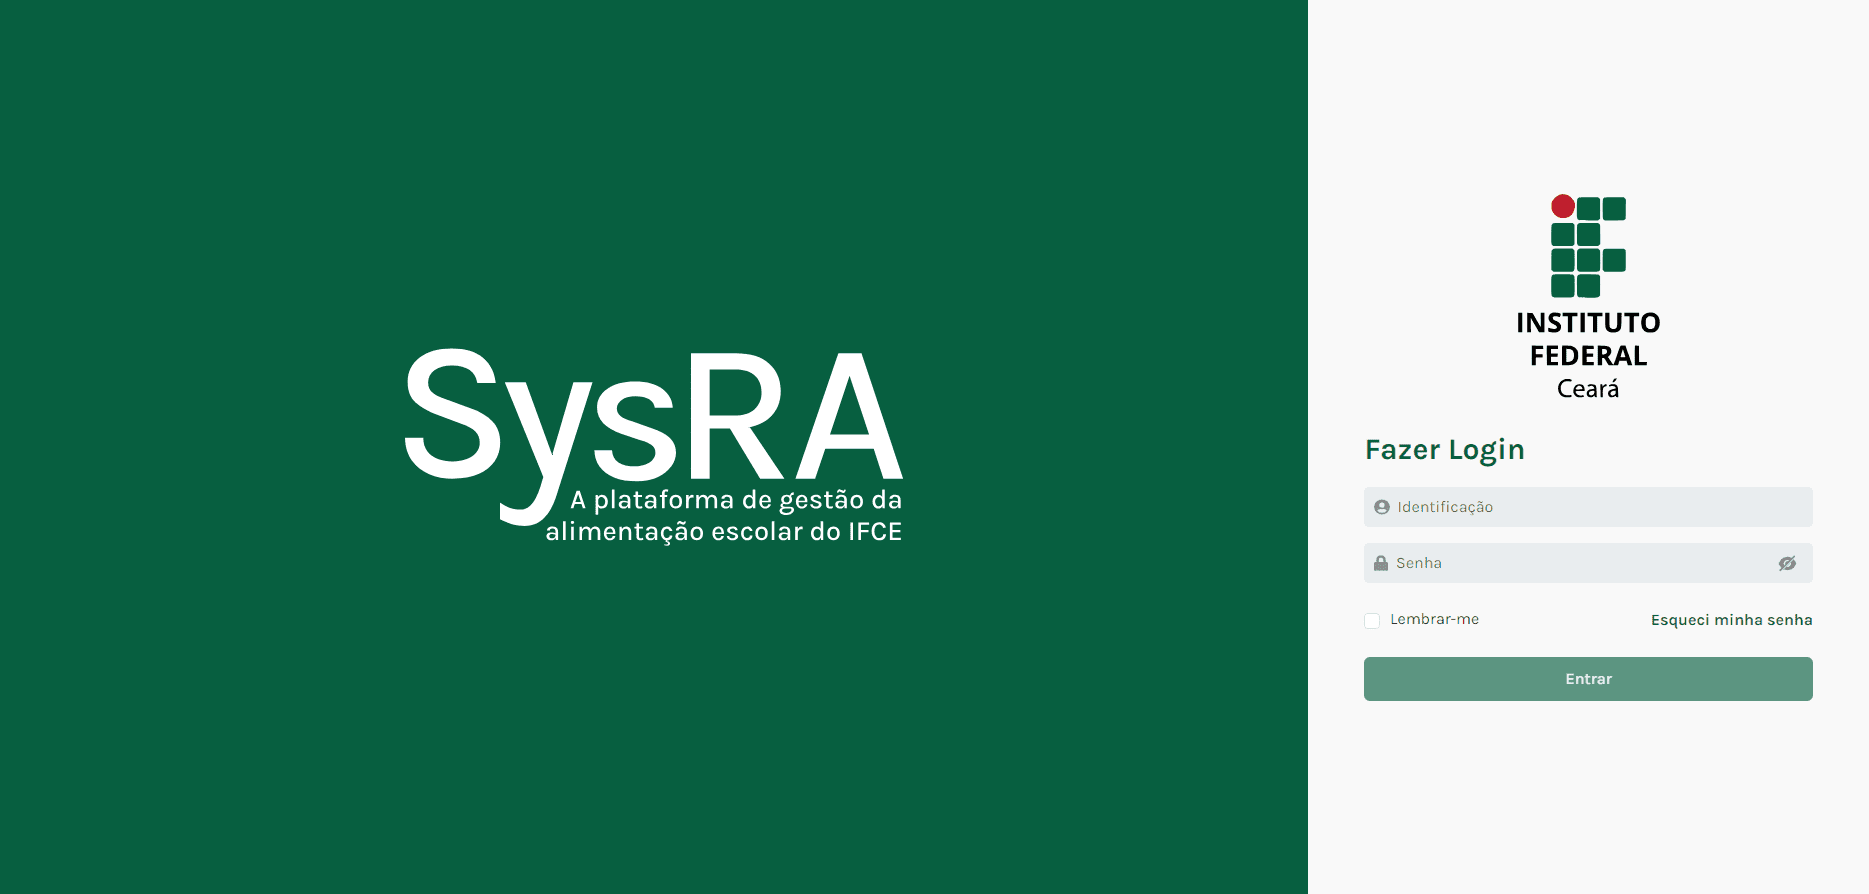 SysRA
A plataforma de gestão da
alimentação escolar do IFCE
INSTITUTO
FEDERAL
Ceará
Fazer Login
Identificação
Senha
Lembrar-me
Esqueci minha senha
Entrar